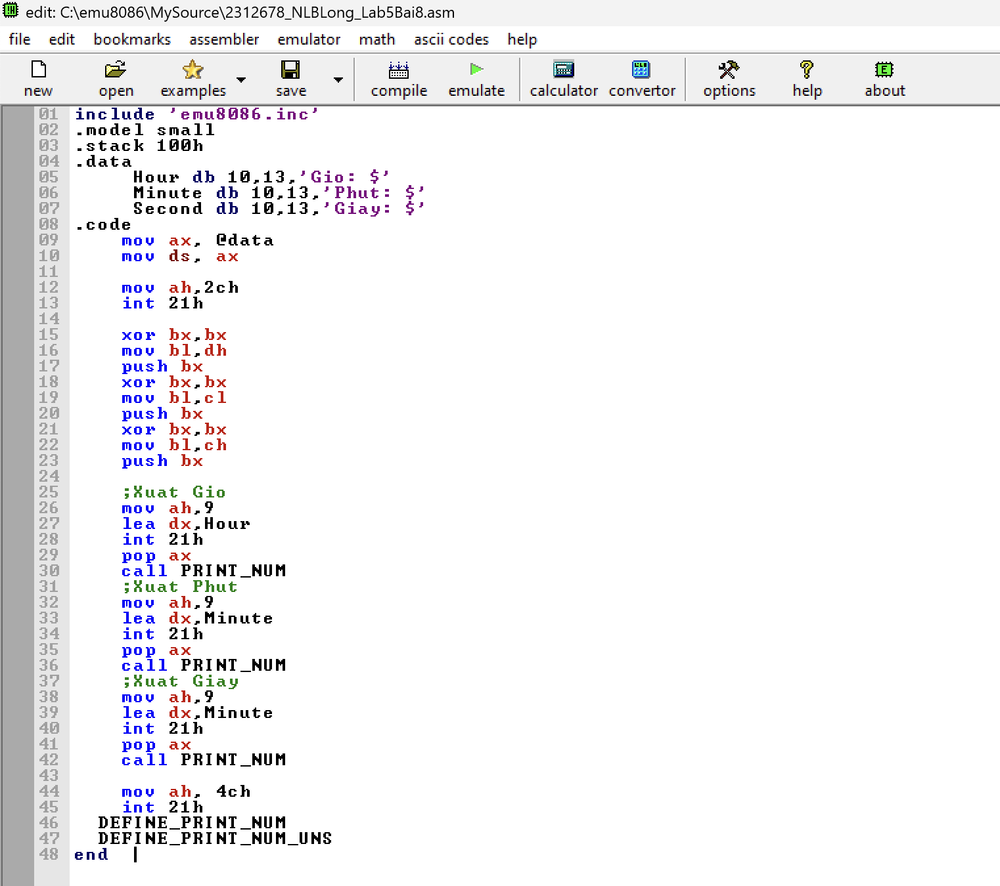 edit: C:\emu8086\MySource\2312678_NLBLong_Lab5Bai8.asm
file edit bookmarks assembler emulator math ascii codes help
new open examples save compile emulate calculator convertor options help about
01 include 'emu8086.inc'
02 .model small
03 .stack 100h
04 .data
05 Hour db 10,13,'Gio: $'
06 Minute db 10,13,'Phut: $'
07 Second db 10,13,'Giay: $'
08 .code
09 mov ax, @data
10 mov ds, ax
11
12 mov ah,2ch
13 int 21h
14
15 xor bx,bx
16 mov bl,dh
17 push bx
18 xor bx,bx
19 mov bl,cl
20 push bx
21 xor bx,bx
22 mov bl,ch
23 push bx
24
25 ;Xuat Gio
26 mov ah,9
27 lea dx,Hour
28 int 21h
29 pop ax
30 call PRINT_NUM
31 ;Xuat Phut
32 mov ah,9
33 lea dx,Minute
34 int 21h
35 pop ax
36 call PRINT_NUM
37 ;Xuat Giay
38 mov ah,9
39 lea dx,Minute
40 int 21h
41 pop ax
42 call PRINT_NUM
43
44 mov ah, 4ch
45 int 21h
46 DEFINE_PRINT_NUM
47 DEFINE_PRINT_NUM_UNS
48 end